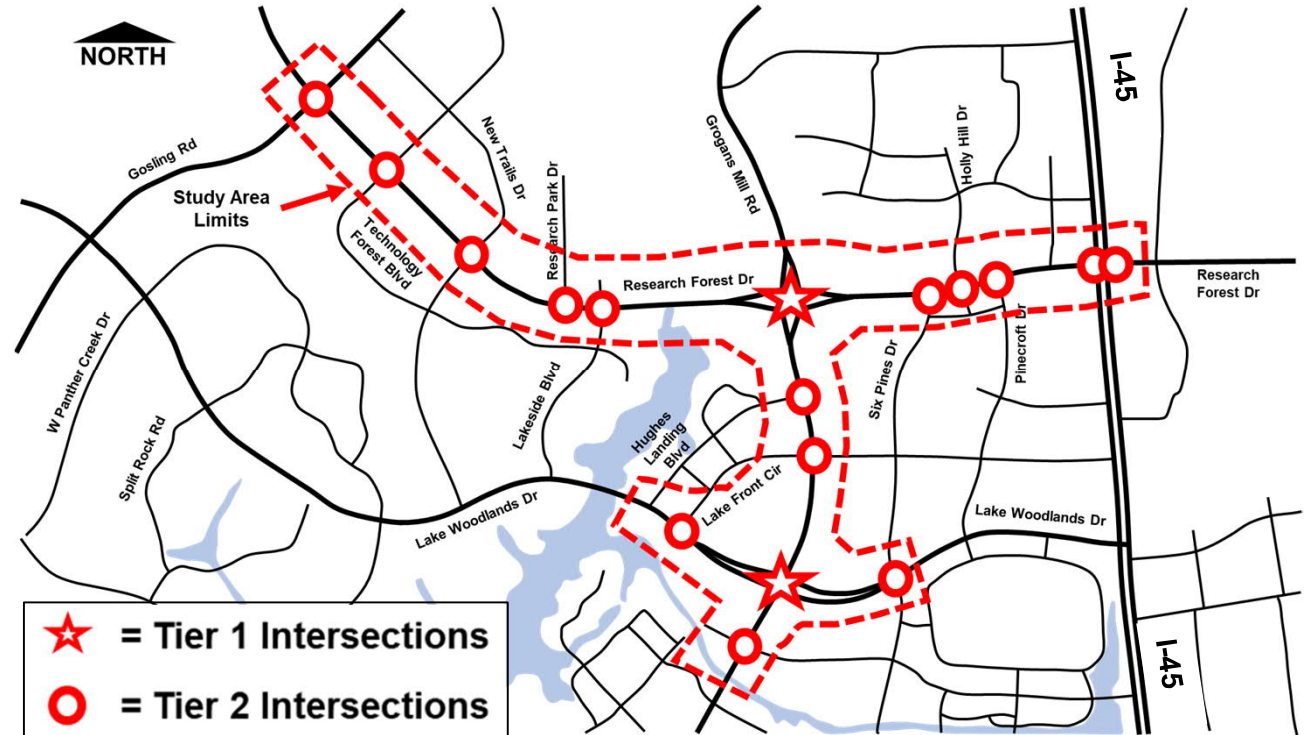 NORTH
I-45
Gosling Rd
New Trails Dr
Grogans Mill Rd
Holly Hill Dr
Study Area
Limits
Research Park Dr
Technology
Forest Blvd
Research Forest Dr
Research
Forest Dr
W Panther Creek Dr
Split Rock Rd
Lakeside Blvd
Hughes
Landing
Blvd
Six Pines Dr
Pinecroft Dr
Lake Front Cir
Lake Woodlands Dr
Lake Woodlands Dr
I-45
= Tier 1 Intersections
= Tier 2 Intersections